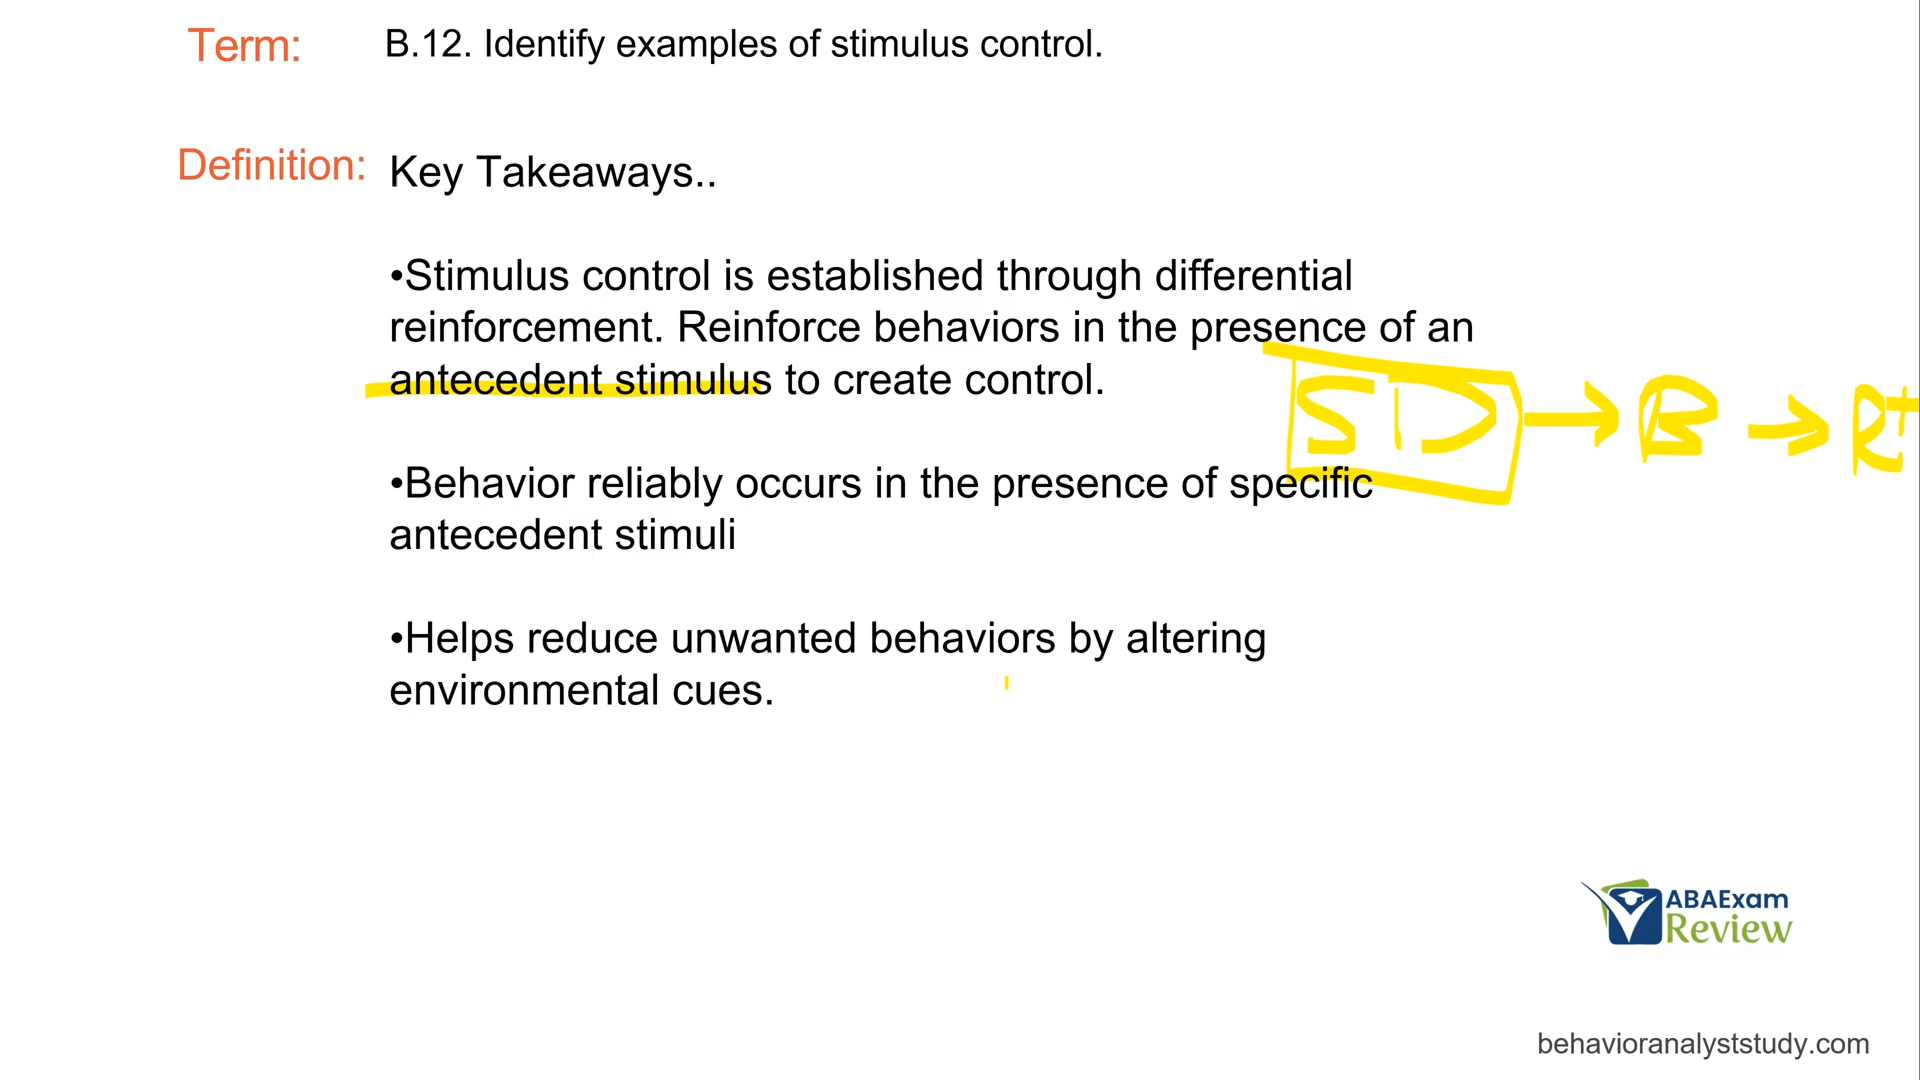 Term: B.12. Identify examples of stimulus control.
Definition: Key Takeaways..
•Stimulus control is established through differential
reinforcement. Reinforce behaviors in the presence of an
antecedent stimulus to create control.
SD → B → R+
•Behavior reliably occurs in the presence of specific
antecedent stimuli
•Helps reduce unwanted behaviors by altering
environmental cues.
ABAExam
Review
behavioranalyststudy.com